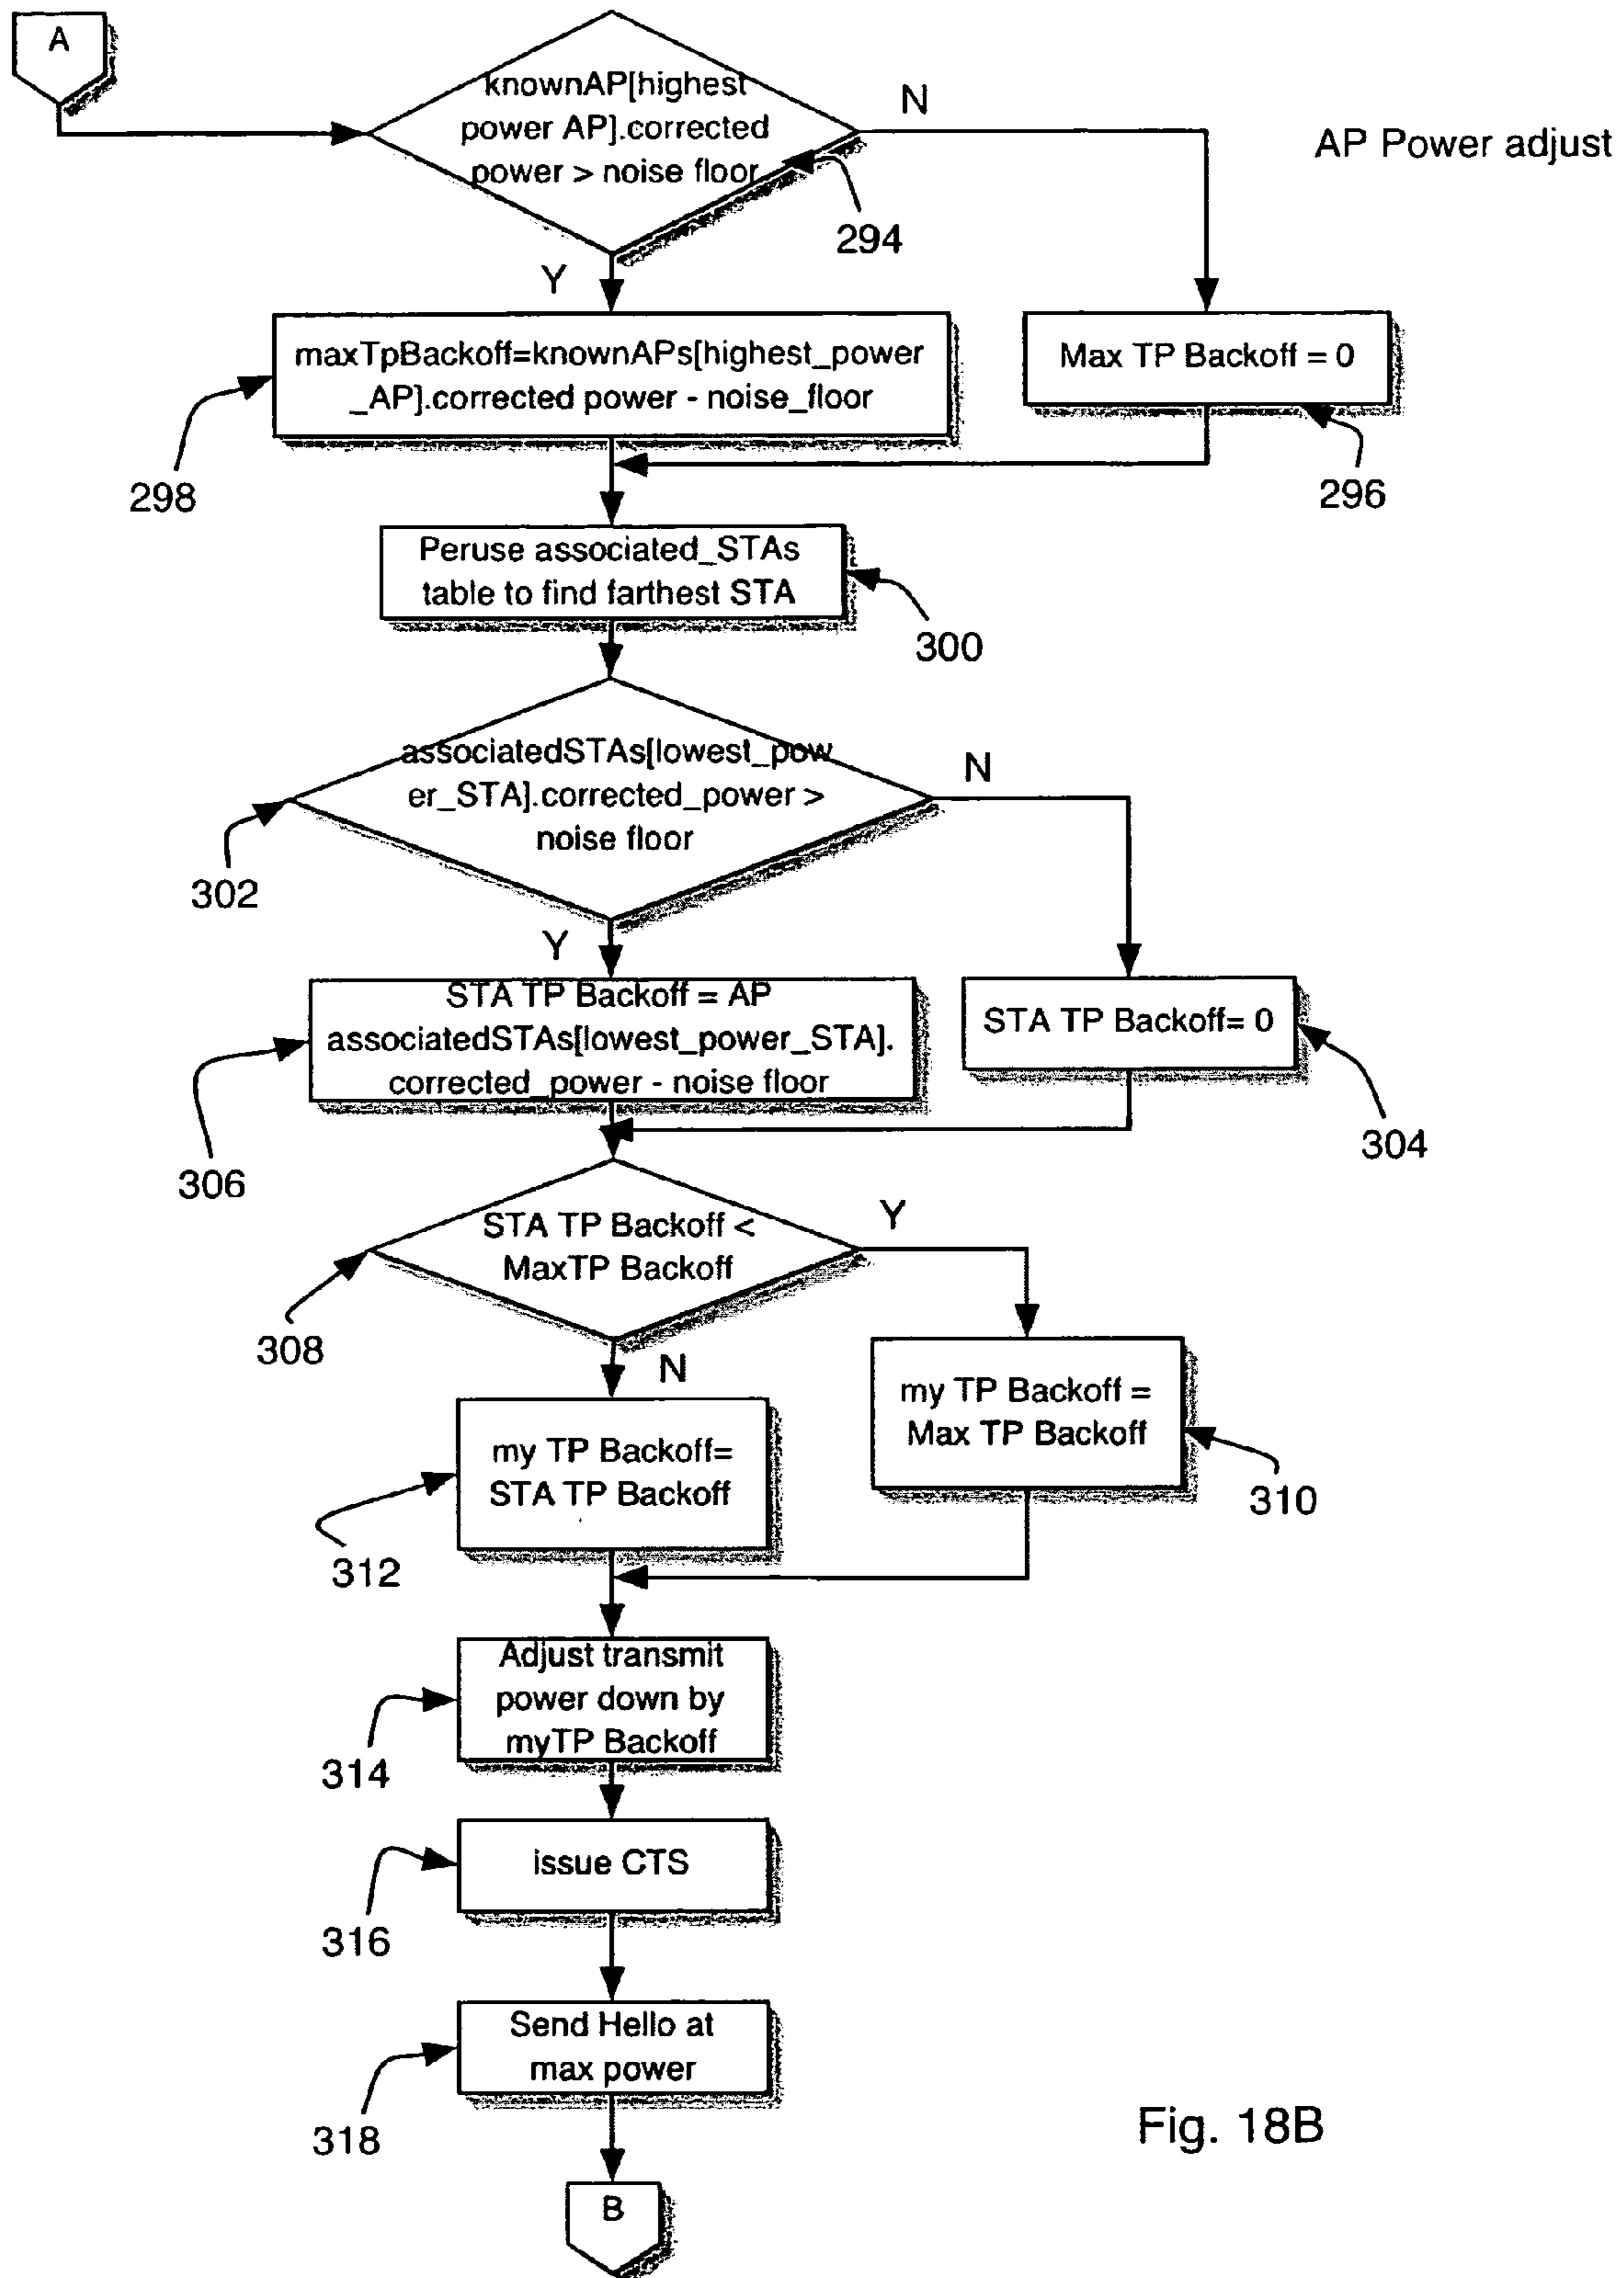 A
knownAP[highest
power AP].corrected
power > noise floor
N
AP Power adjust
294
Y
maxTpBackoff=knownAPs[highest_power
_AP].corrected power - noise_floor
Max TP Backoff = 0
298
296
Peruse associated_STAs
table to find farthest STA
300
associatedSTAs[lowest_pow
er_STA].corrected_power >
noise floor
N
302
Y
STA TP Backoff = AP
associatedSTAs[lowest_power_STA].
corrected_power - noise floor
STA TP Backoff= 0
306
304
STA TP Backoff <
MaxTP Backoff
Y
308
N
my TP Backoff =
Max TP Backoff
my TP Backoff=
STA TP Backoff
310
312
Adjust transmit
power down by
myTP Backoff
314
issue CTS
316
Send Hello at
max power
318
Fig. 18B
B